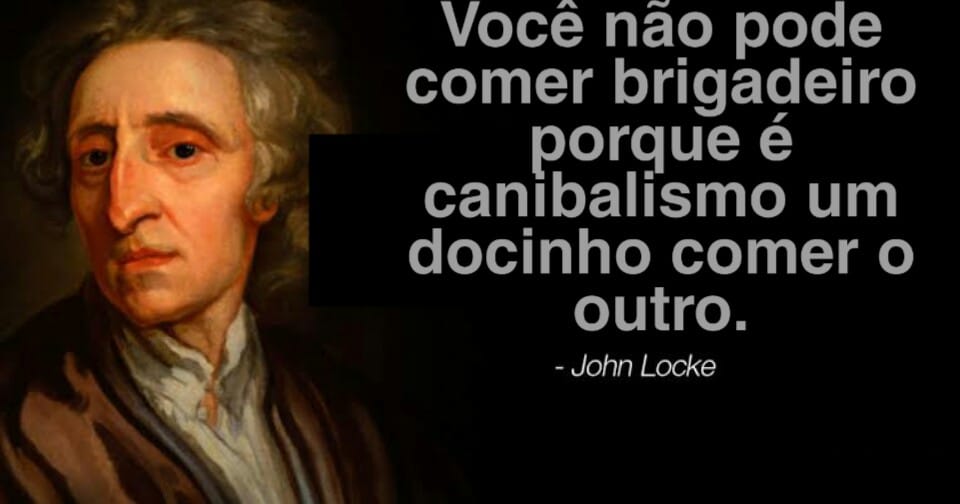 Você não pode
comer brigadeiro
porque é
canibalismo um
docinho comer o
outro.
- John Locke